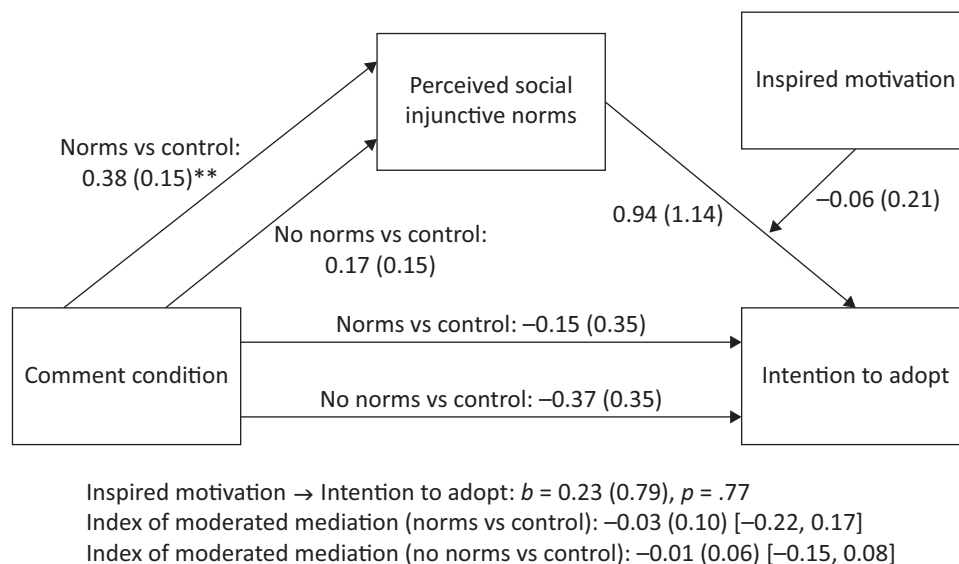 Perceived social
injunctive norms
Inspired motivation
Norms vs control:
0.38 (0.15)**
–0.06 (0.21)
0.94 (1.14)
No norms vs control:
0.17 (0.15)
Comment condition
Norms vs control: –0.15 (0.35)
No norms vs control: –0.37 (0.35)
Intention to adopt
Inspired motivation → Intention to adopt: b = 0.23 (0.79), p = .77
Index of moderated mediation (norms vs control): –0.03 (0.10) [–0.22, 0.17]
Index of moderated mediation (no norms vs control): –0.01 (0.06) [–0.15, 0.08]